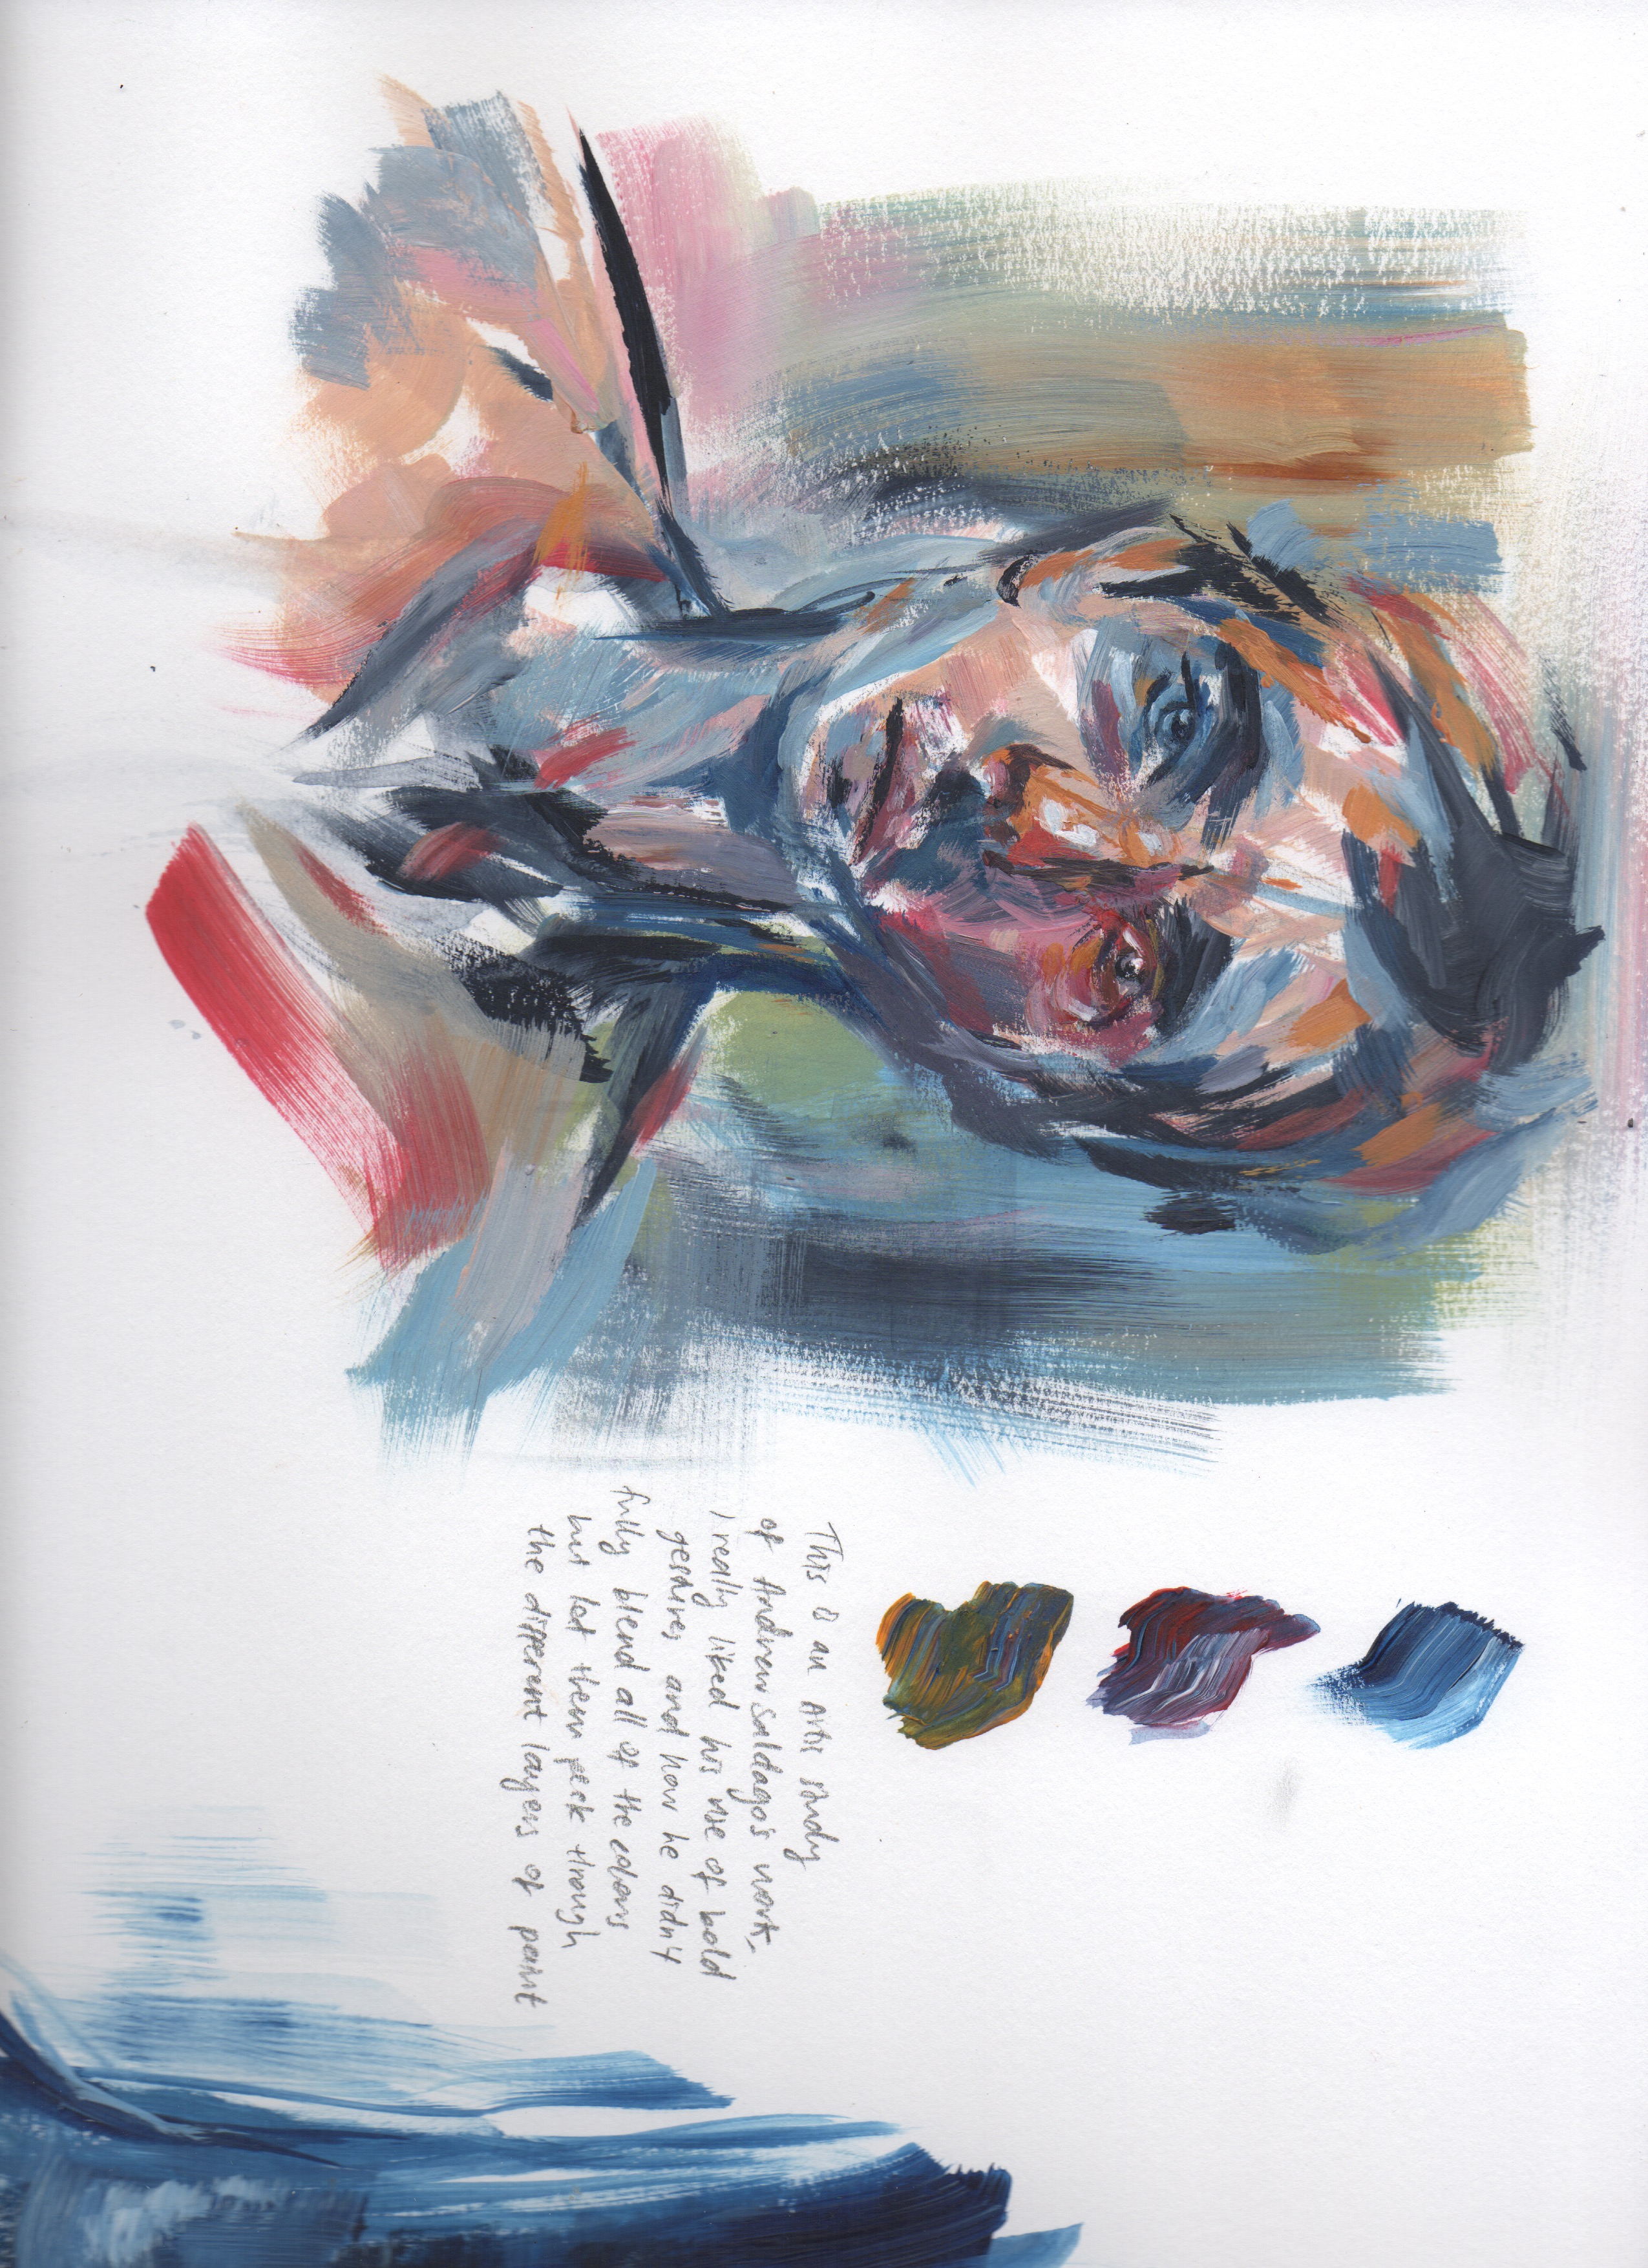 This is an Artist study
of Andrew Saldago's work,
I really liked his use of bold
gestures and how he didn't
fully blend all of the colors
but let them peek through
the different layers of paint